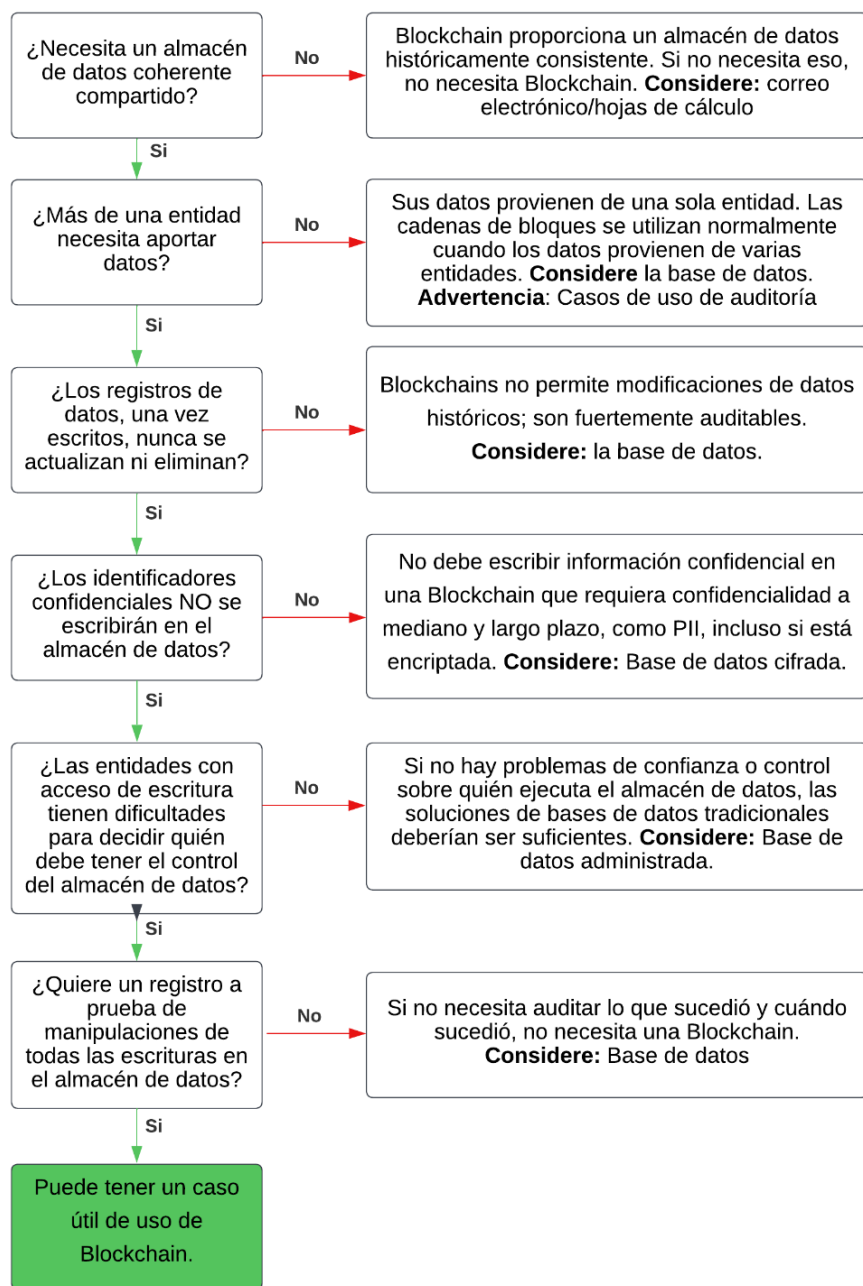 ¿Necesita un almacén
de datos coherente
compartido?
No
Blockchain proporciona un almacén de datos
históricamente consistente. Si no necesita eso,
no necesita Blockchain. Considere: correo
electrónico/hojas de cálculo
Si
¿Más de una entidad
necesita aportar
datos?
No
Sus datos provienen de una sola entidad. Las
cadenas de bloques se utilizan normalmente
cuando los datos provienen de varias
entidades. Considere la base de datos.
Advertencia: Casos de uso de auditoría
Si
¿Los registros de
datos, una vez
escritos, nunca se
actualizan ni eliminan?
No
Blockchains no permite modificaciones de datos
históricos; son fuertemente auditables.
Considere: la base de datos.
Si
¿Los identificadores
confidenciales NO se
escribirán en el
almacén de datos?
No
No debe escribir información confidencial en
una Blockchain que requiera confidencialidad a
mediano y largo plazo, como PII, incluso si está
encriptada. Considere: Base de datos cifrada.
Si
¿Las entidades con
acceso de escritura
tienen dificultades
para decidir quién
debe tener el control
del almacén de datos?
No
Si no hay problemas de confianza o control
sobre quién ejecuta el almacén de datos, las
soluciones de bases de datos tradicionales
deberían ser suficientes. Considere: Base de
datos administrada.
Si
¿Quiere un registro a
prueba de
manipulaciones de
todas las escrituras en
el almacén de datos?
No
Si no necesita auditar lo que sucedió y cuándo
sucedió, no necesita una Blockchain.
Considere: Base de datos
Si
Puede tener un caso
útil de uso de
Blockchain.